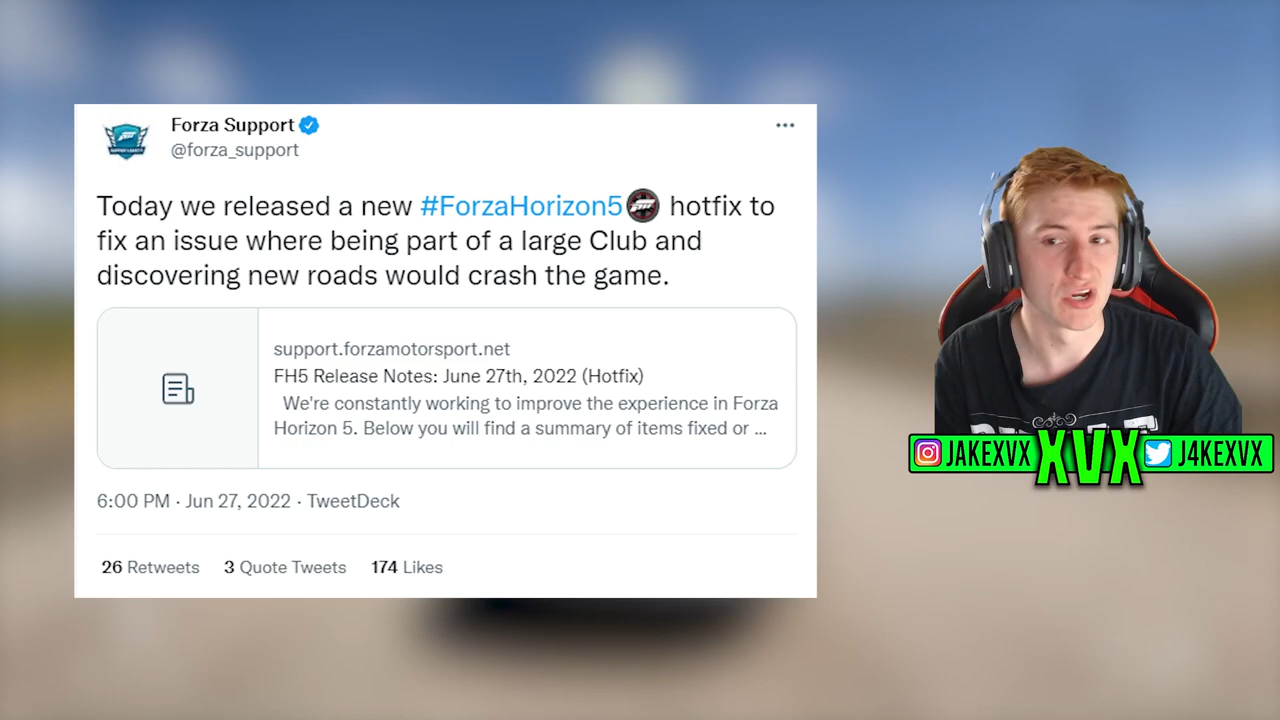 Forza Support
@forza_support
Today we released a new #ForzaHorizon5 hotfix to
fix an issue where being part of a large Club and
discovering new roads would crash the game.
support.forzamotorsport.net
FH5 Release Notes: June 27th, 2022 (Hotfix)
We're constantly working to improve the experience in Forza
Horizon 5. Below you will find a summary of items fixed or ...
6:00 PM · Jun 27, 2022 · TweetDeck
26 Retweets 3 Quote Tweets 174 Likes
JAKEXVX XVX J4KEXVX